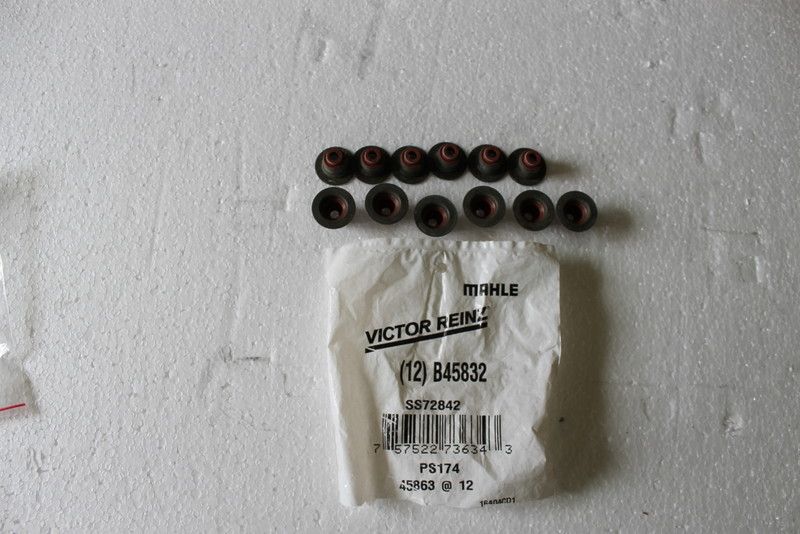 MAHLE
VICTOR REINZ
(12) B45832
SS72842
7 57522 73634 3
PS174
45863 @ 12